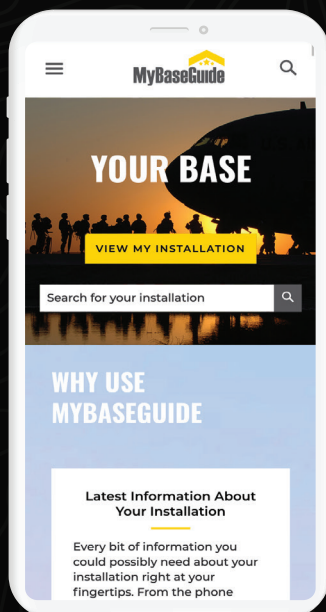 MyBaseGuide
YOUR BASE
VIEW MY INSTALLATION
Search for your installation
WHY USE
MYBASEGUIDE
Latest Information About
Your Installation
Every bit of information you
could possibly need about your
installation right at your
fingertips. From the phone